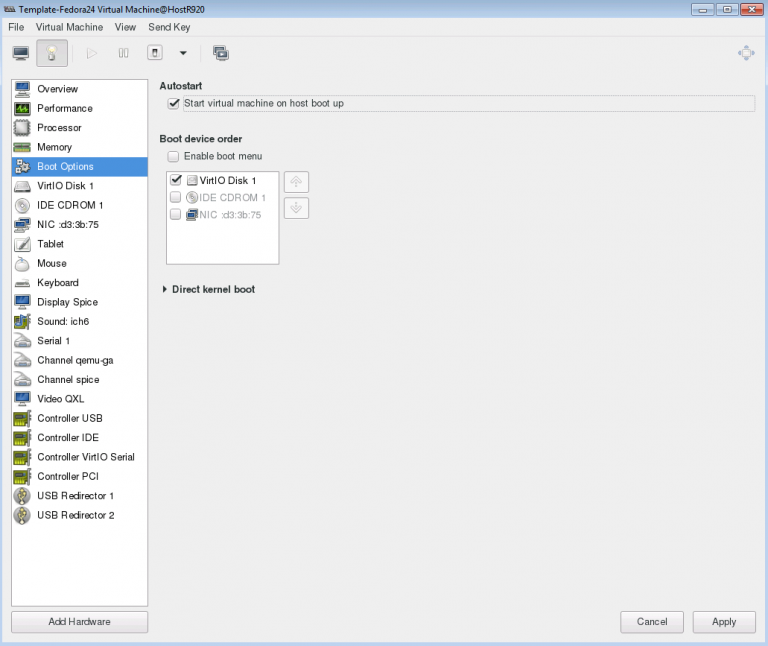 Template-Fedora24 Virtual Machine@HostR920
File Virtual Machine View Send Key
Overview
Performance
Processor
Memory
Boot Options
VirtIO Disk 1
IDE CDROM 1
NIC :d3:3b:75
Tablet
Mouse
Keyboard
Display Spice
Sound: ich6
Serial 1
Channel qemu-ga
Channel spice
Video QXL
Controller USB
Controller IDE
Controller VirtIO Serial
Controller PCI
USB Redirector 1
USB Redirector 2
Add Hardware
Autostart
Start virtual machine on host boot up
Boot device order
Enable boot menu
VirtIO Disk 1
IDE CDROM 1
NIC :d3:3b:75
Direct kernel boot
Cancel Apply